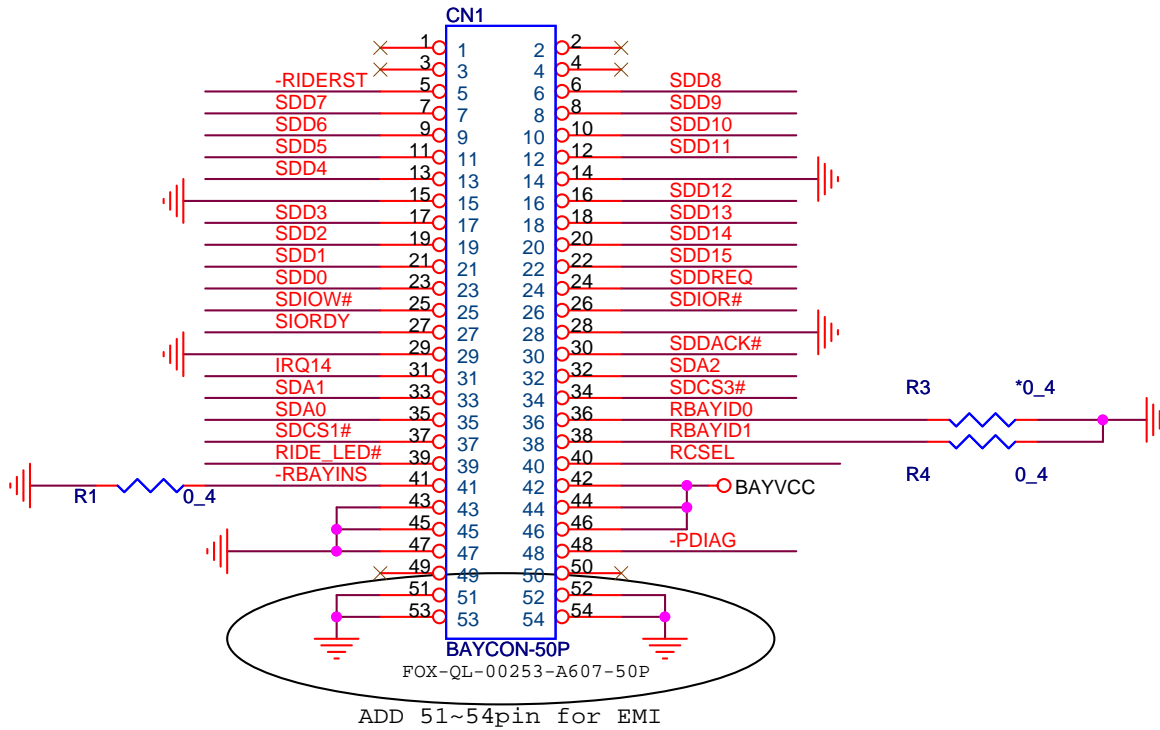 CN1
1 1 2 2
3 3 4 4
-RIDERST 5 5 6 6 SDD8
SDD7 7 7 8 8 SDD9
SDD6 9 9 10 10 SDD10
SDD5 11 11 12 12 SDD11
SDD4 13 13 14 14
15 15 16 16 SDD12
SDD3 17 17 18 18 SDD13
SDD2 19 19 20 20 SDD14
SDD1 21 21 22 22 SDD15
SDD0 23 23 24 24 SDDREQ
SDIOW# 25 25 26 26 SDIOR#
SIORDY 27 27 28 28
29 29 30 30 SDDACK#
IRQ14 31 31 32 32 SDA2
SDA1 33 33 34 34 SDCS3# R3 *0_4
SDA0 35 35 36 36 RBAYID0
SDCS1# 37 37 38 38 RBAYID1
RIDE_LED# 39 39 40 40 RCSEL R4 0_4
R1 0_4 -RBAYINS 41 41 42 42 BAYVCC
43 43 44 44
45 45 46 46
47 47 48 48 -PDIAG
49 49 50 50
51 51 52 52
53 53 54 54
BAYCON-50P
FOX-QL-00253-A607-50P
ADD 51~54pin for EMI